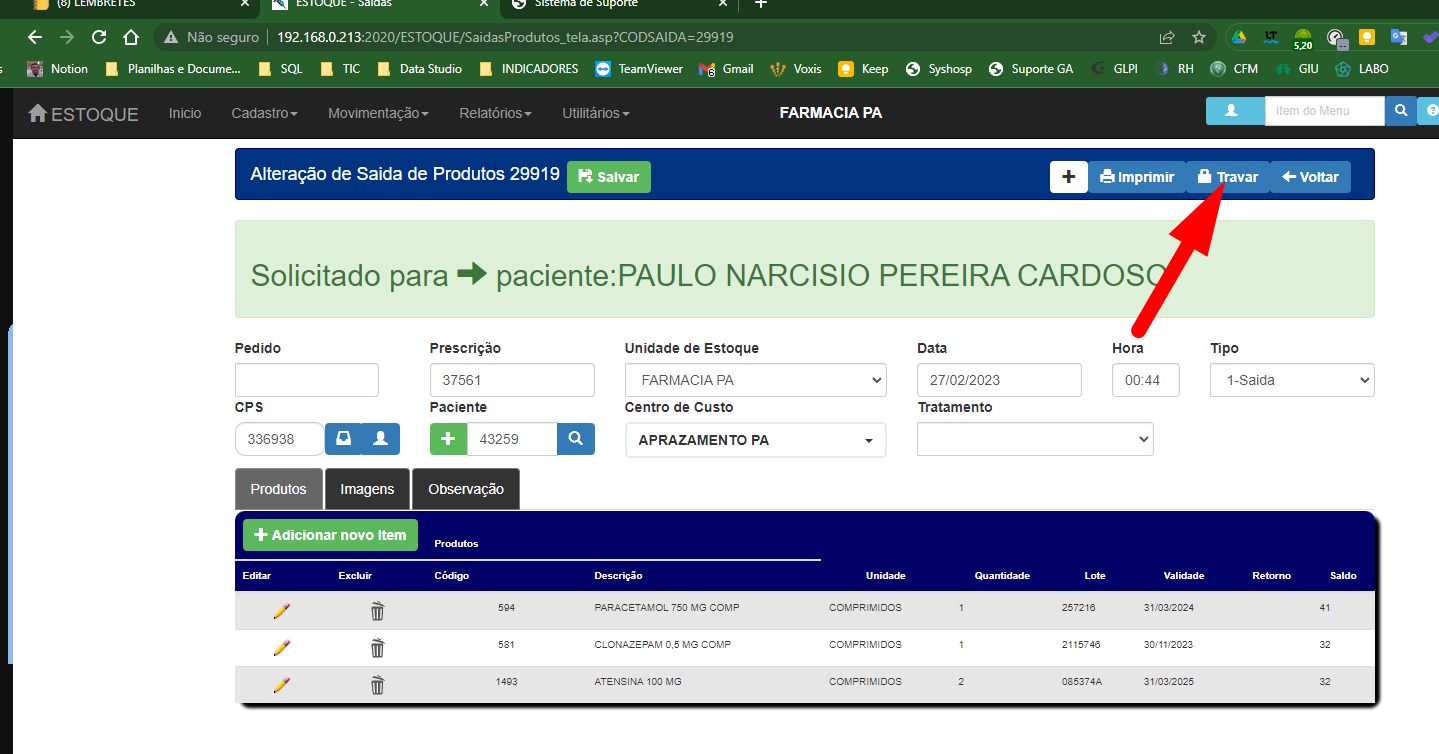 (8) LEMBRETES
ESTOQUE - Saidas
Sistema de Suporte
Não seguro
192.168.0.213:2020/ESTOQUE/SaidasProdutos_tela.asp?CODSAIDA=29919
5,20
Notion
Planilhas e Docume...
SQL
TIC
Data Studio
INDICADORES
TeamViewer
Gmail
Voxis
Keep
Syshosp
Suporte GA
GLPI
RH
CFM
GIU
LABO
ESTOQUE
Inicio
Cadastro
Movimentação
Relatórios
Utilitários
FARMACIA PA
Item do Menu
Alteração de Saida de Produtos 29919
Salvar
Imprimir
Travar
Voltar
Solicitado para
paciente:PAULO NARCISIO PEREIRA CARDOSO
Pedido
Prescrição
Unidade de Estoque
Data
Hora
Tipo
37561
FARMACIA PA
27/02/2023
00:44
1-Saida
CPS
Paciente
Centro de Custo
Tratamento
336938
43259
APRAZAMENTO PA
Produtos
Imagens
Observação
Adicionar novo Item
Produtos
Editar Excluir Código Descrição Unidade Quantidade Lote Validade Retorno Saldo
594 PARACETAMOL 750 MG COMP COMPRIMIDOS 1 257216 31/03/2024 41
581 CLONAZEPAM 0,5 MG COMP COMPRIMIDOS 1 2115746 30/11/2023 32
1493 ATENSINA 100 MG COMPRIMIDOS 2 085374A 31/03/2025 32